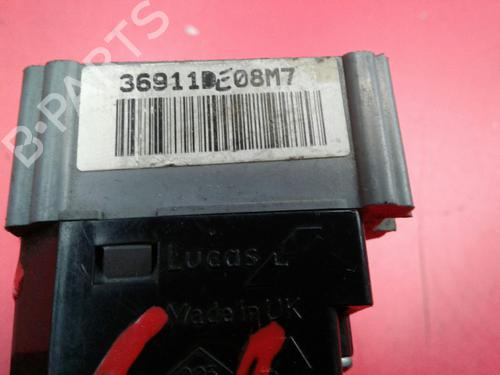 B-PARTS
36911DE08M7
Lucas
Made in UK